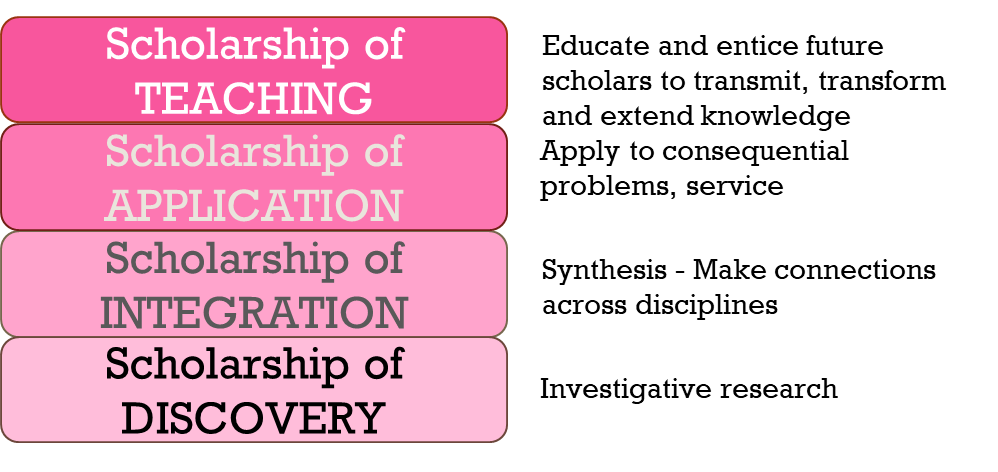 Scholarship of
TEACHING
Educate and entice future
scholars to transmit, transform
and extend knowledge
Scholarship of
APPLICATION
Apply to consequential
problems, service
Scholarship of
INTEGRATION
Synthesis - Make connections
across disciplines
Scholarship of
DISCOVERY
Investigative research